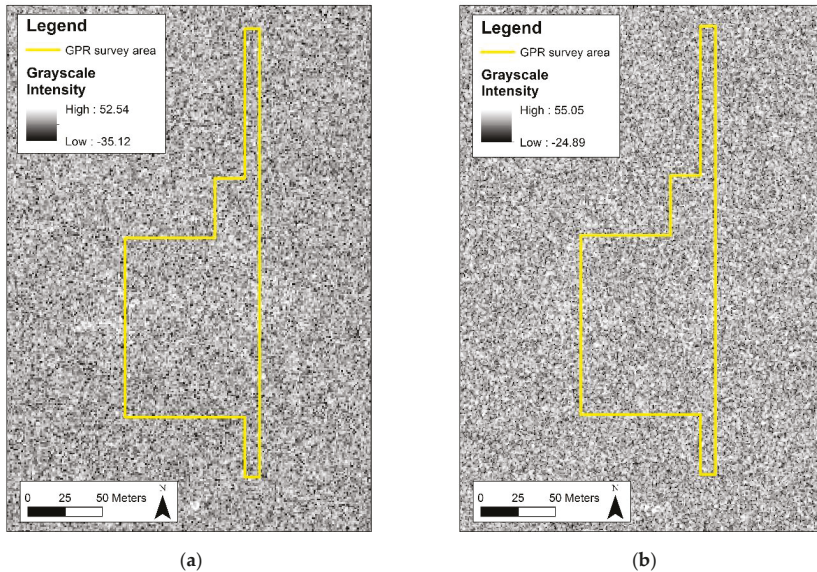 Legend
GPR survey area
Grayscale
Intensity
High : 52.54
Low : -35.12
N
0 25 50 Meters
(a)
Legend
GPR survey area
Grayscale
Intensity
High : 55.05
Low : -24.89
N
0 25 50 Meters
(b)